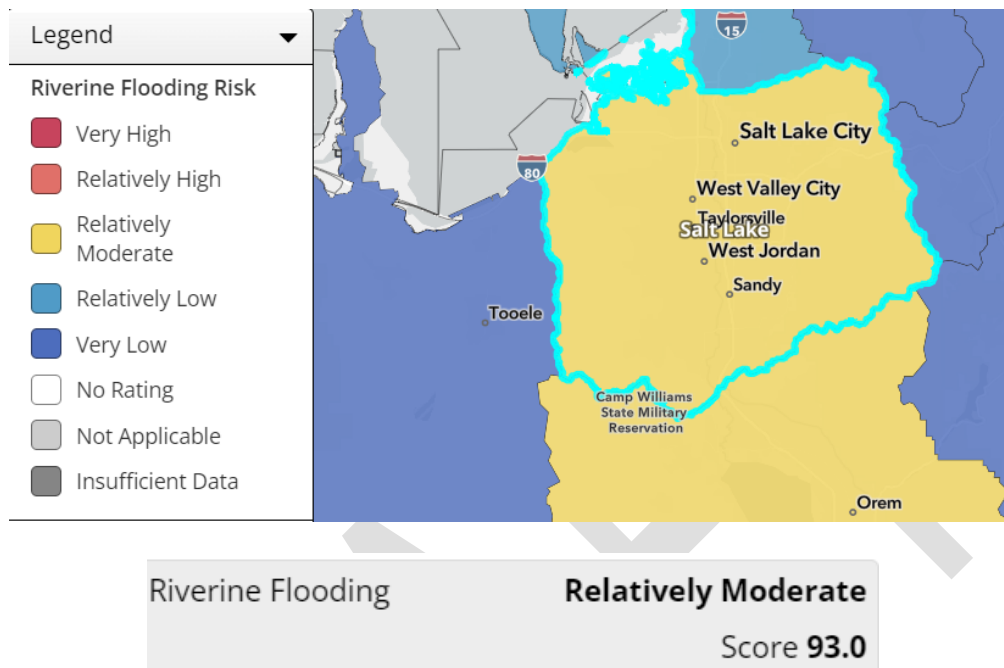 Legend
Riverine Flooding Risk
Very High
Relatively High
Relatively
Moderate
Relatively Low
Very Low
No Rating
Not Applicable
Insufficient Data
15
Salt Lake City
80
West Valley City
Taylorsville
Salt Lake
West Jordan
Sandy
Tooele
Camp Williams
State Military
Reservation
Orem
Riverine Flooding
Relatively Moderate
Score 93.0